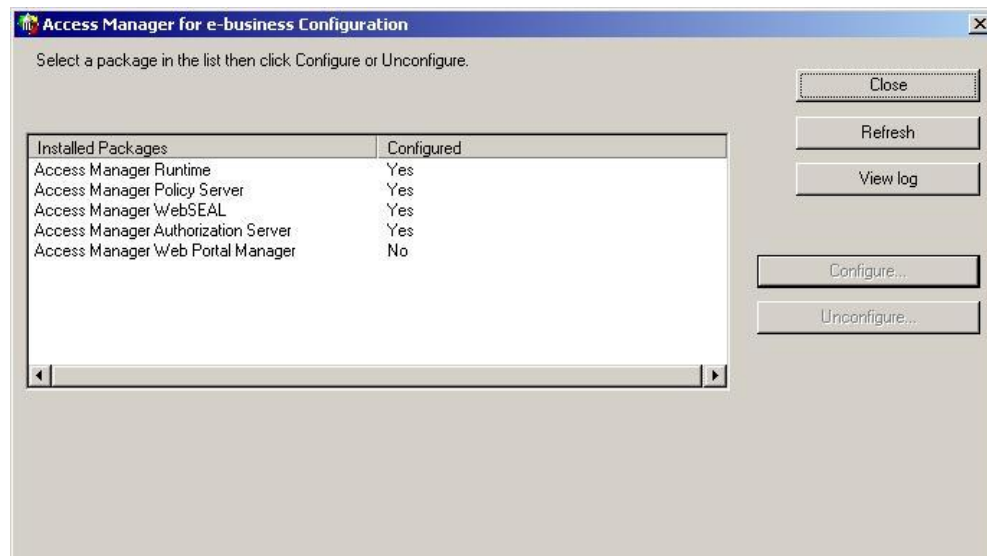 Access Manager for e-business Configuration
Select a package in the list then click Configure or Unconfigure.
Close
Refresh
View log
Installed Packages Configured
Access Manager Runtime Yes
Access Manager Policy Server Yes
Access Manager WebSEAL Yes
Access Manager Authorization Server Yes
Access Manager Web Portal Manager No
Configure...
Unconfigure...